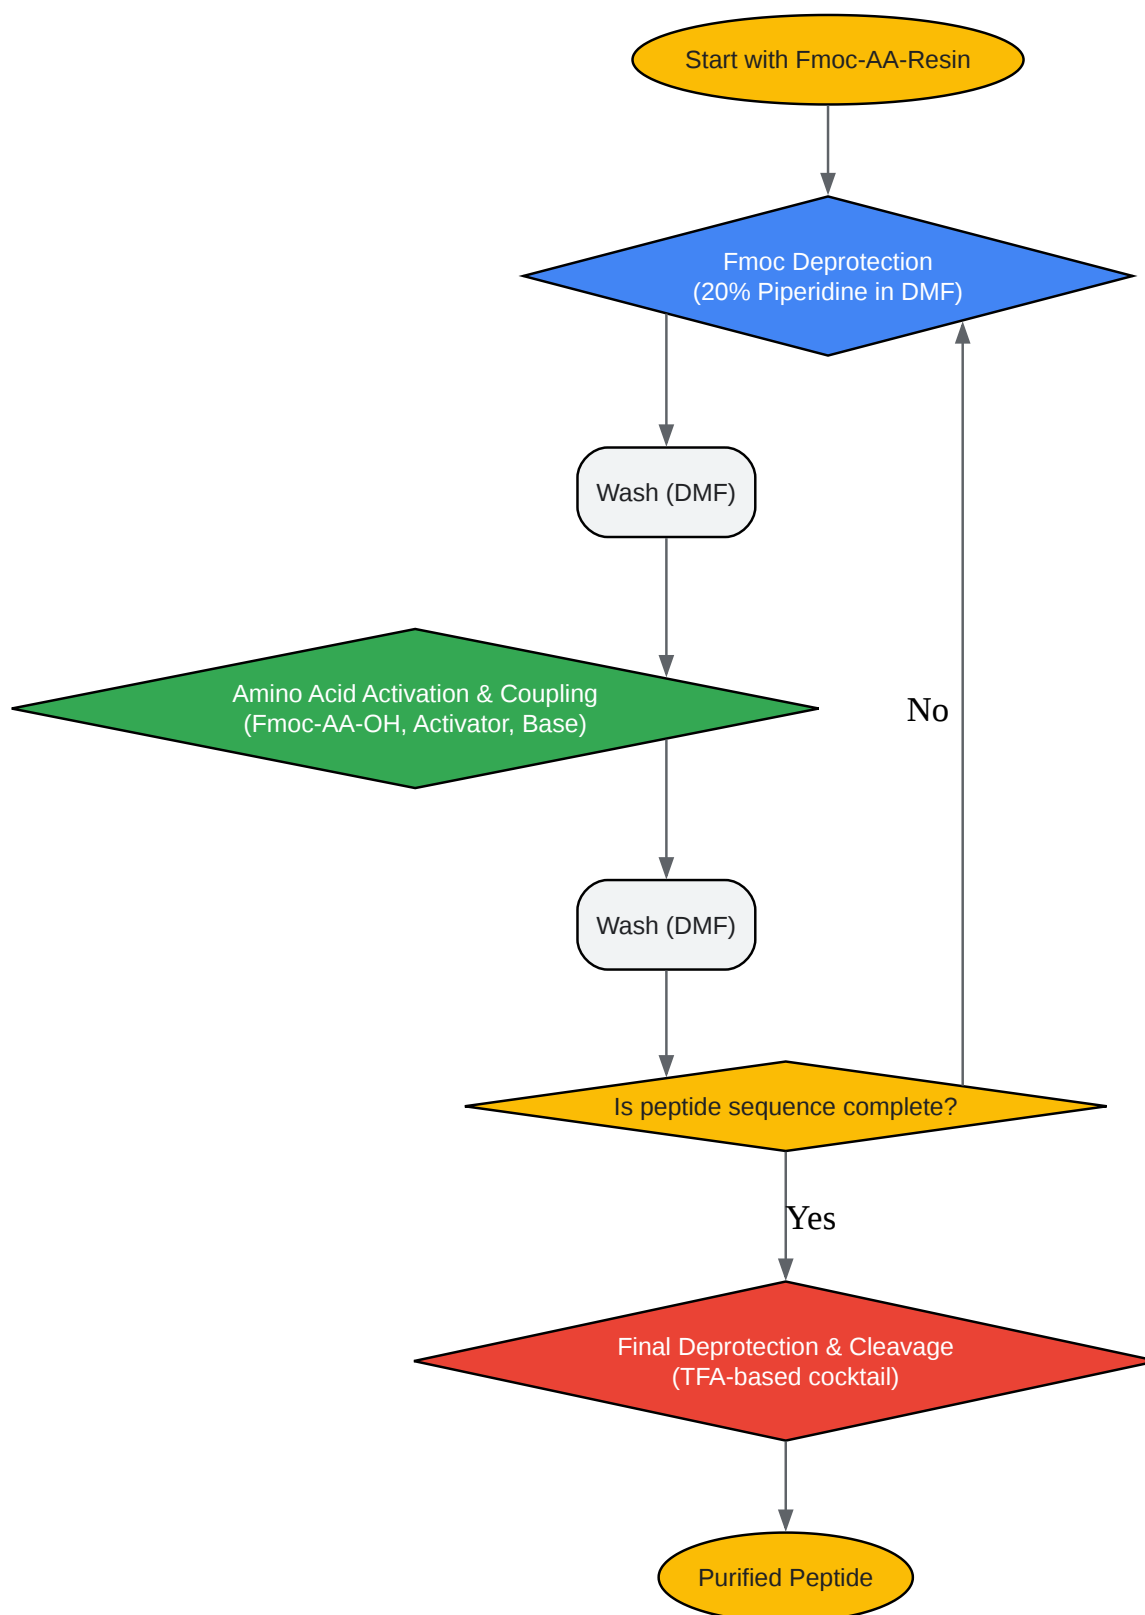 Start with Fmoc-AA-Resin
Fmoc Deprotection
(20% Piperidine in DMF)
Wash (DMF)
Amino Acid Activation & Coupling
(Fmoc-AA-OH, Activator, Base)
No
Wash (DMF)
Is peptide sequence complete?
Yes
Final Deprotection & Cleavage
(TFA-based cocktail)
Purified Peptide